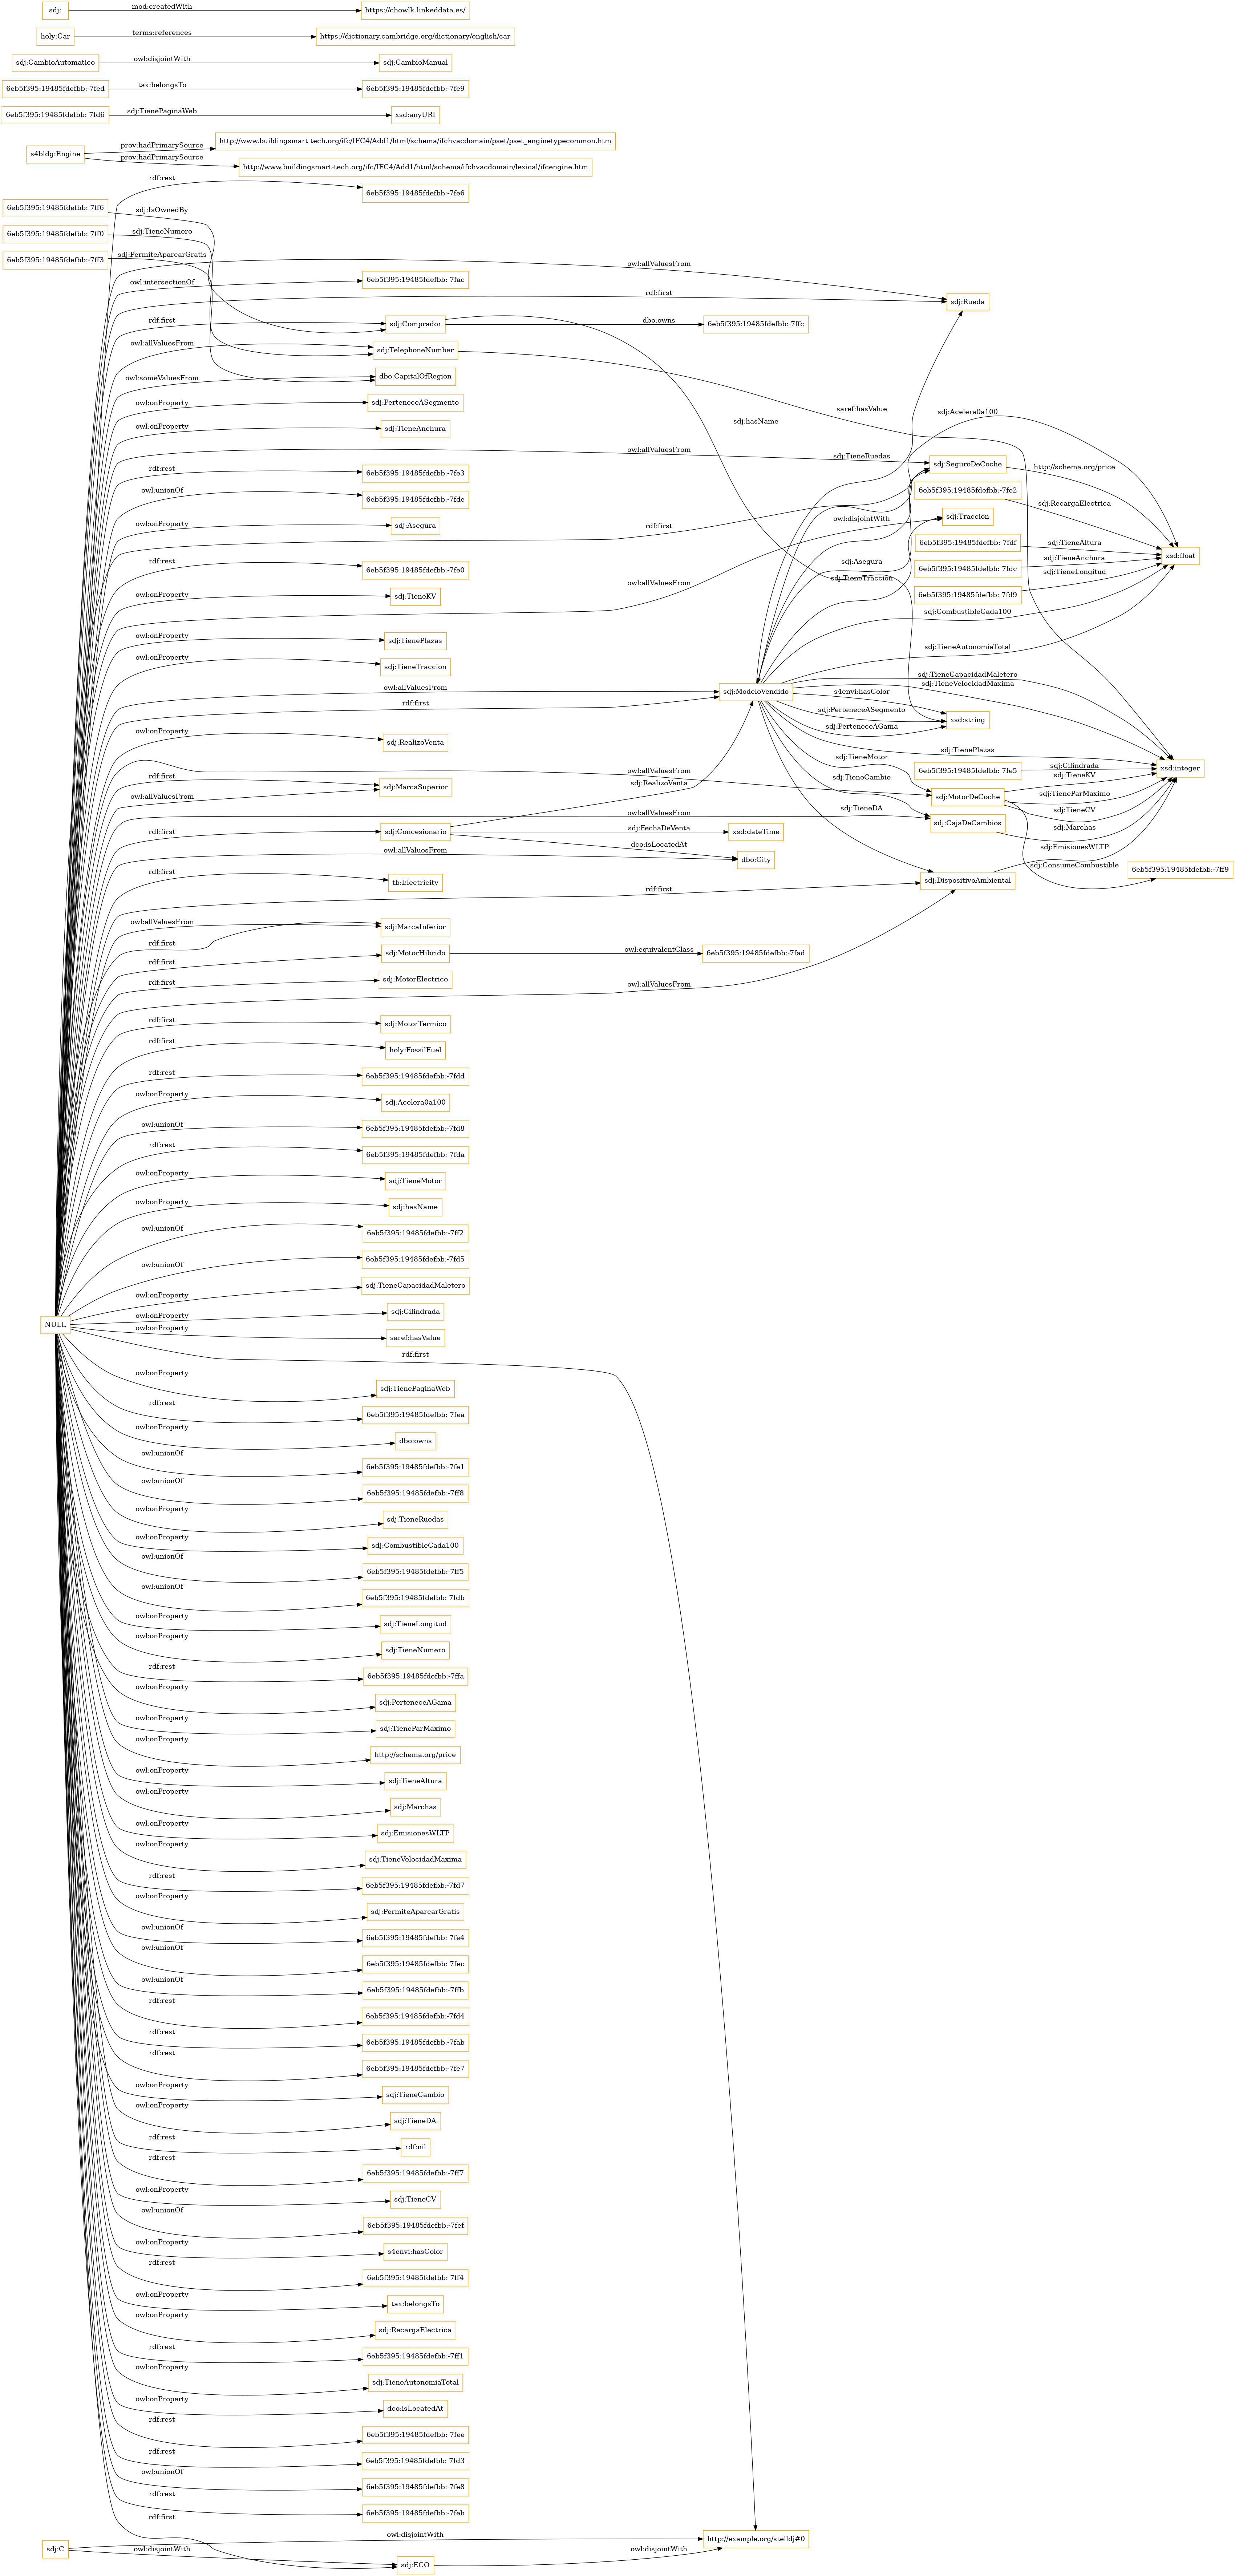 sdj:
mod:createdWith
https://chowlk.linkeddata.es/
holy:Car
terms:references
https://dictionary.cambridge.org/dictionary/english/car
sdj:CambioAutomatico
owl:disjointWith
sdj:CambioManual
6eb5f395:19485fdefbb:-7fed
tax:belongsTo
6eb5f395:19485fdefbb:-7fe9
6eb5f395:19485fdefbb:-7fd6
sdj:TienePaginaWeb
xsd:anyURI
s4bldg:Engine
prov:hadPrimarySource
http://www.buildingsmart-tech.org/ifc/IFC4/Add1/html/schema/ifchvacdomain/pset/pset_enginetypecommon.htm
prov:hadPrimarySource
http://www.buildingsmart-tech.org/ifc/IFC4/Add1/html/schema/ifchvacdomain/lexical/ifcengine.htm
rdf:rest
6eb5f395:19485fdefbb:-7fe6
6eb5f395:19485fdefbb:-7ff6
sdj:IsOwnedBy
6eb5f395:19485fdefbb:-7ff0
sdj:TieneNumero
6eb5f395:19485fdefbb:-7ff3
sdj:PermiteAparcarGratis
owl:allValuesFrom
owl:intersectionOf
6eb5f395:19485fdefbb:-7fac
rdf:first
sdj:Rueda
rdf:first
sdj:Comprador
dbo:owns
6eb5f395:19485fdefbb:-7ffc
owl:allValuesFrom
sdj:TelephoneNumber
owl:someValuesFrom
dbo:CapitalOfRegion
owl:onProperty
sdj:PerteneceASegmento
saref:hasValue
sdj:Acelera0a100
sdj:hasName
owl:onProperty
sdj:TieneAnchura
owl:allValuesFrom
sdj:TieneRuedas
sdj:SeguroDeCoche
http://schema.org/price
rdf:rest
6eb5f395:19485fdefbb:-7fe3
6eb5f395:19485fdefbb:-7fe2
sdj:RecargaElectrica
owl:unionOf
6eb5f395:19485fdefbb:-7fde
owl:onProperty
sdj:Asegura
rdf:first
owl:disjointWith
sdj:Traccion
6eb5f395:19485fdefbb:-7fdf
sdj:TieneAltura
xsd:float
rdf:rest
6eb5f395:19485fdefbb:-7fe0
sdj:Asegura
6eb5f395:19485fdefbb:-7fdc
sdj:TieneAnchura
owl:allValuesFrom
sdj:TieneTraccion
sdj:TieneLongitud
owl:onProperty
sdj:TieneKV
6eb5f395:19485fdefbb:-7fd9
sdj:CombustibleCada100
owl:onProperty
sdj:TienePlazas
sdj:TieneAutonomiaTotal
owl:onProperty
sdj:TieneTraccion
owl:allValuesFrom
sdj:ModeloVendido
sdj:TieneCapacidadMaletero
sdj:TieneVelocidadMaxima
s4envi:hasColor
rdf:first
sdj:PerteneceASegmento
xsd:string
sdj:PerteneceAGama
owl:onProperty
sdj:RealizoVenta
sdj:TienePlazas
sdj:TieneMotor
6eb5f395:19485fdefbb:-7fe5
sdj:Cilindrada
xsd:integer
owl:allValuesFrom
sdj:TieneCambio
sdj:TieneKV
rdf:first
sdj:MarcaSuperior
sdj:RealizoVenta
sdj:MotorDeCoche
sdj:TieneParMaximo
owl:allValuesFrom
sdj:TieneDA
sdj:TieneCV
owl:allValuesFrom
sdj:CajaDeCambios
sdj:Marchas
rdf:first
sdj:Concesionario
sdj:FechaDeVenta
xsd:dateTime
dco:isLocatedAt
sdj:EmisionesWLTP
owl:allValuesFrom
dbo:City
sdj:ConsumeCombustible
6eb5f395:19485fdefbb:-7ff9
rdf:first
tb:Electricity
rdf:first
sdj:DispositivoAmbiental
owl:allValuesFrom
sdj:MarcaInferior
rdf:first
rdf:first
sdj:MotorHibrido
owl:equivalentClass
6eb5f395:19485fdefbb:-7fad
rdf:first
sdj:MotorElectrico
owl:allValuesFrom
rdf:first
sdj:MotorTermico
rdf:first
holy:FossilFuel
rdf:rest
6eb5f395:19485fdefbb:-7fdd
owl:onProperty
sdj:Acelera0a100
owl:unionOf
6eb5f395:19485fdefbb:-7fd8
rdf:rest
6eb5f395:19485fdefbb:-7fda
owl:onProperty
sdj:TieneMotor
owl:onProperty
sdj:hasName
owl:unionOf
6eb5f395:19485fdefbb:-7ff2
owl:unionOf
6eb5f395:19485fdefbb:-7fd5
owl:onProperty
sdj:TieneCapacidadMaletero
owl:onProperty
sdj:Cilindrada
NULL
owl:onProperty
saref:hasValue
rdf:first
owl:onProperty
sdj:TienePaginaWeb
rdf:rest
6eb5f395:19485fdefbb:-7fea
owl:onProperty
dbo:owns
owl:unionOf
6eb5f395:19485fdefbb:-7fe1
owl:unionOf
6eb5f395:19485fdefbb:-7ff8
owl:onProperty
sdj:TieneRuedas
owl:onProperty
sdj:CombustibleCada100
owl:unionOf
6eb5f395:19485fdefbb:-7ff5
owl:unionOf
6eb5f395:19485fdefbb:-7fdb
owl:onProperty
sdj:TieneLongitud
owl:onProperty
sdj:TieneNumero
rdf:rest
6eb5f395:19485fdefbb:-7ffa
owl:onProperty
sdj:PerteneceAGama
owl:onProperty
sdj:TieneParMaximo
owl:onProperty
http://schema.org/price
owl:onProperty
sdj:TieneAltura
owl:onProperty
sdj:Marchas
owl:onProperty
sdj:EmisionesWLTP
owl:onProperty
sdj:TieneVelocidadMaxima
rdf:rest
6eb5f395:19485fdefbb:-7fd7
owl:onProperty
sdj:PermiteAparcarGratis
owl:unionOf
6eb5f395:19485fdefbb:-7fe4
owl:unionOf
6eb5f395:19485fdefbb:-7fec
owl:unionOf
6eb5f395:19485fdefbb:-7ffb
rdf:rest
6eb5f395:19485fdefbb:-7fd4
rdf:rest
6eb5f395:19485fdefbb:-7fab
rdf:rest
6eb5f395:19485fdefbb:-7fe7
owl:onProperty
sdj:TieneCambio
owl:onProperty
sdj:TieneDA
rdf:rest
rdf:nil
rdf:rest
6eb5f395:19485fdefbb:-7ff7
owl:onProperty
sdj:TieneCV
owl:unionOf
6eb5f395:19485fdefbb:-7fef
owl:onProperty
s4envi:hasColor
rdf:rest
6eb5f395:19485fdefbb:-7ff4
owl:onProperty
tax:belongsTo
owl:onProperty
sdj:RecargaElectrica
rdf:rest
6eb5f395:19485fdefbb:-7ff1
owl:onProperty
sdj:TieneAutonomiaTotal
owl:onProperty
dco:isLocatedAt
rdf:rest
6eb5f395:19485fdefbb:-7fee
rdf:rest
6eb5f395:19485fdefbb:-7fd3
owl:unionOf
6eb5f395:19485fdefbb:-7fe8
rdf:rest
6eb5f395:19485fdefbb:-7feb
rdf:first
sdj:C
owl:disjointWith
http://example.org/stelldj#0
owl:disjointWith
sdj:ECO
owl:disjointWith